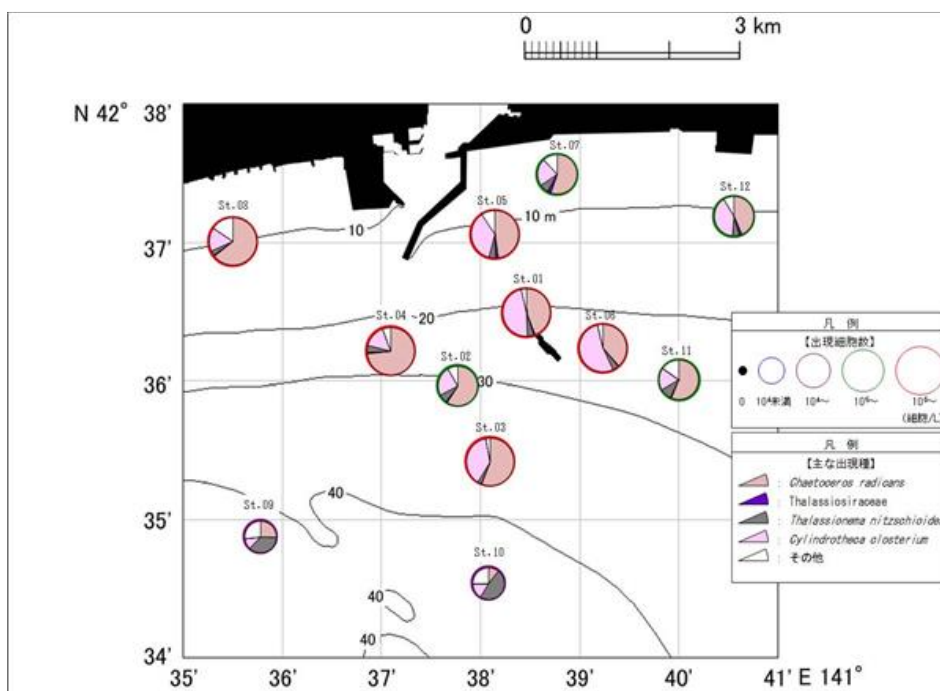 0 3 km
N 42° 38'
St.07
St.12
St.08
St.05
10 m
10
37'
St.01
St.04
20
St.06
St.02
St.11
36'
30
St.03
40
35'
St.09
St.10
40
40
34'
35' 36' 37' 38' 39' 40' 41' E 141°
凡 例
【出現細胞数】
0 10⁴未満 10⁴～ 10⁵～ 10⁶～
(細胞/L)
凡 例
【主な出現種】
: Chaetoceros radicans
: Thalassiosiraceae
: Thalassionema nitzschioide
: Cylindrotheca closterium
: その他